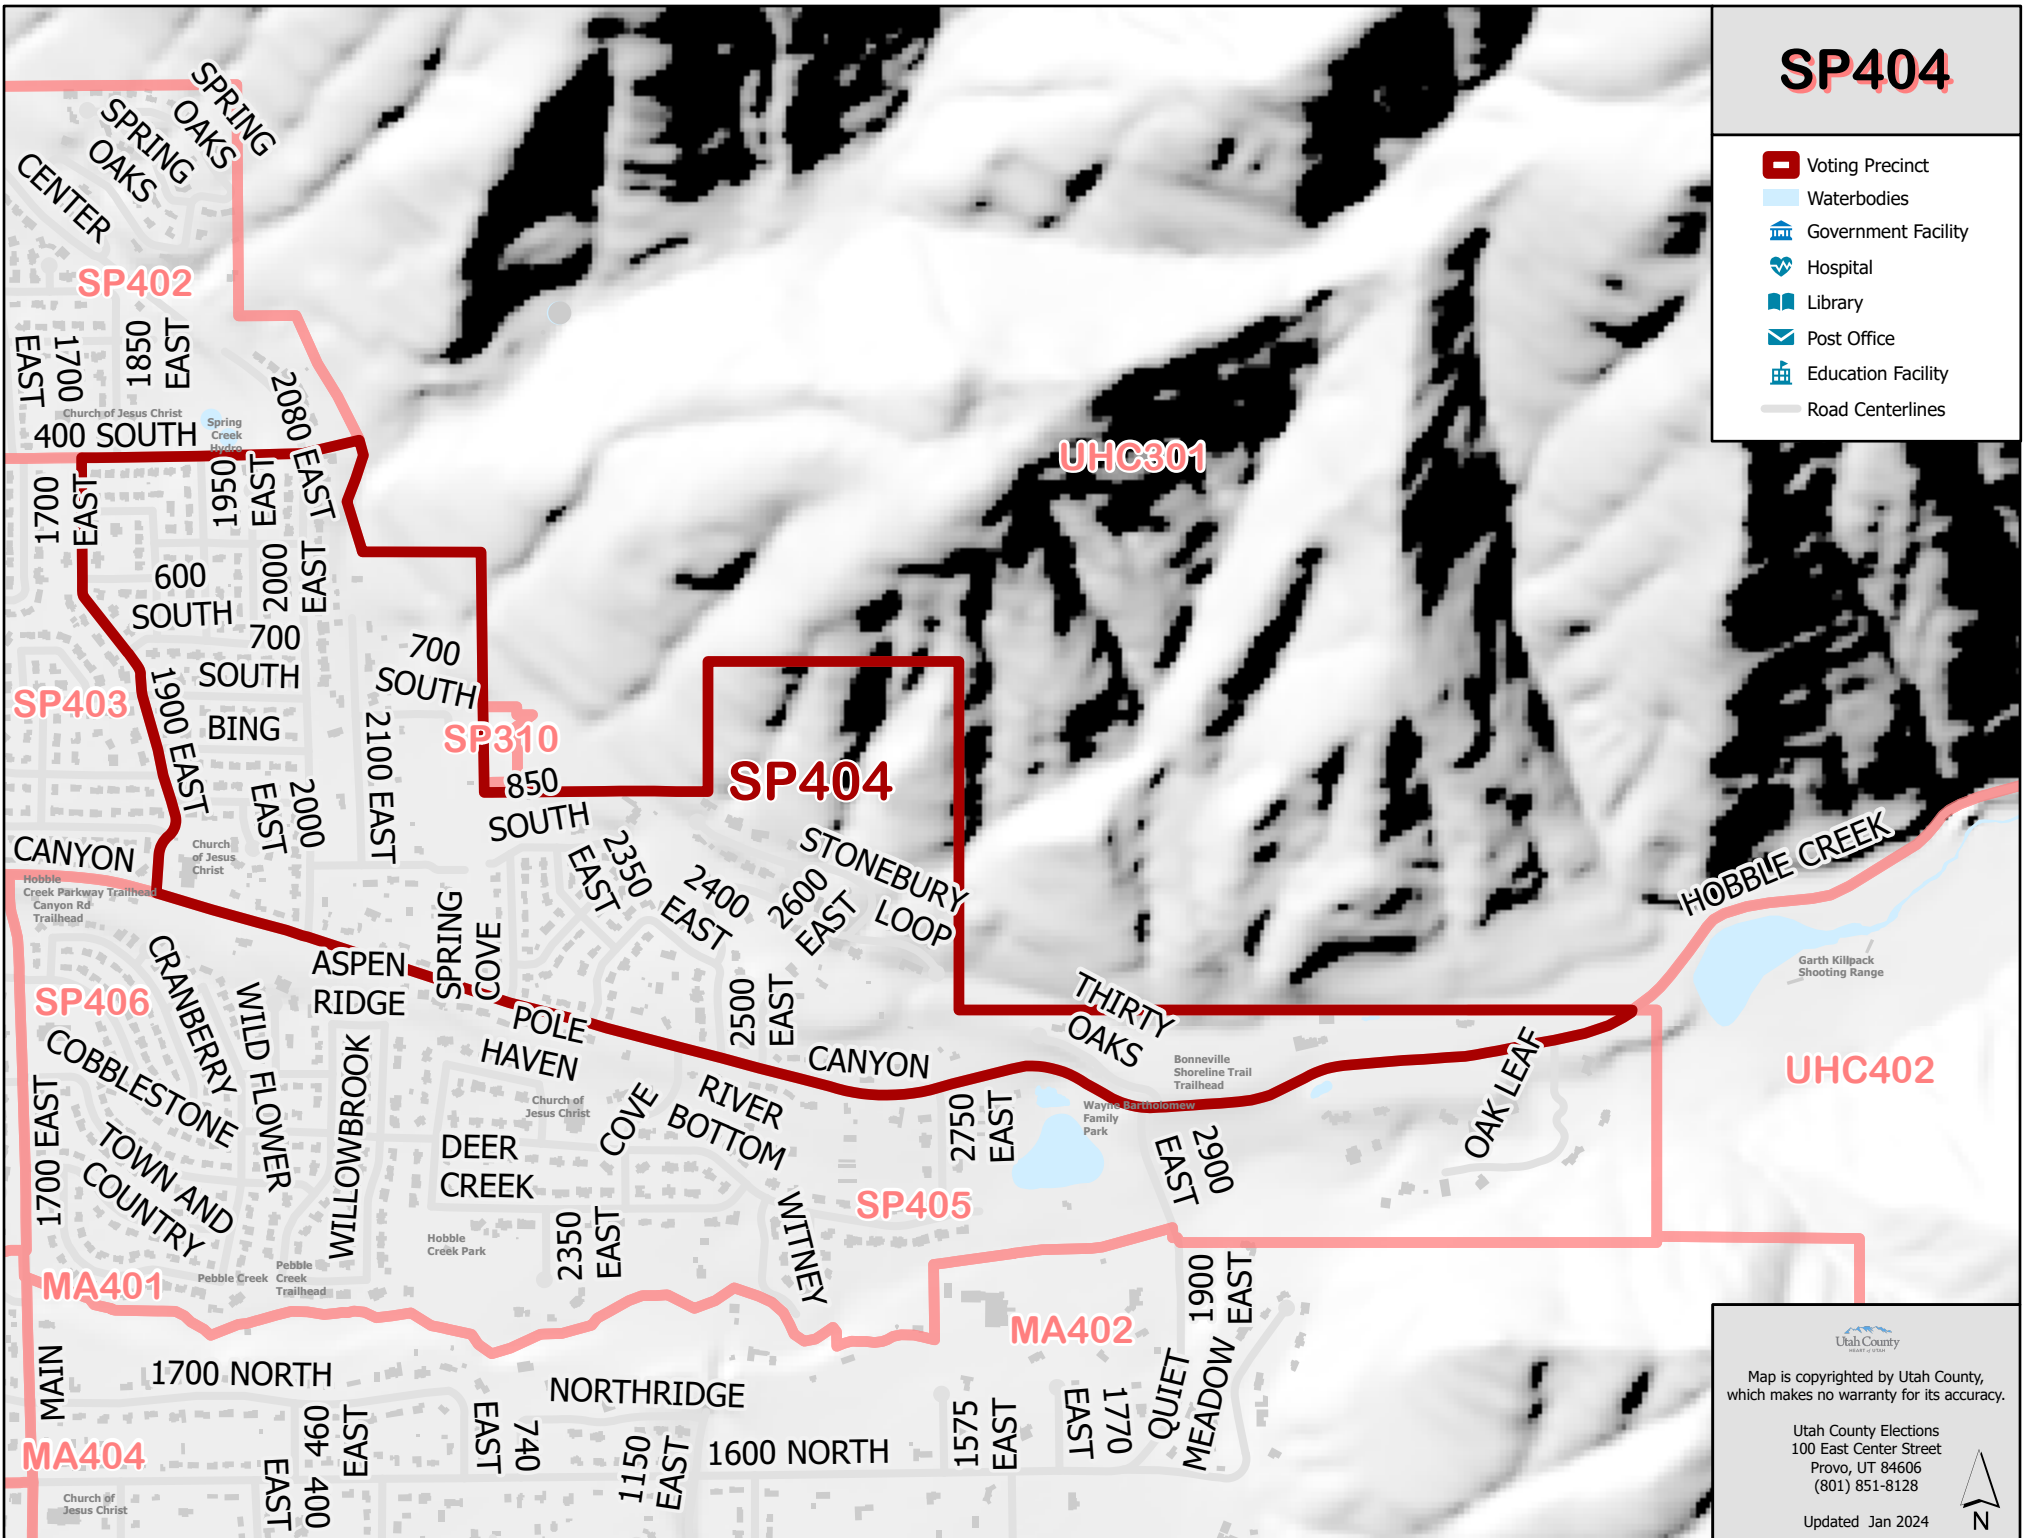 SP404
Voting Precinct
Waterbodies
Government Facility
Hospital
Library
Post Office
Education Facility
Road Centerlines
SPRING
OAKS
SPRING
OAKS
CENTER
SP402
1700
EAST
1850
EAST
2080 EAST
Church of Jesus Christ
Spring
Creek
Hydro
400 SOUTH
1700
EAST
1950
EAST
2000
EAST
600
SOUTH
700
SOUTH
700
SOUTH
UHC301
SP403
1900 EAST
BING
2100 EAST
SP310
850
SOUTH
SP404
2000
EAST
CANYON
Church
of Jesus
Christ
Hobble
Creek Parkway Trailhead
Canyon Rd
Trailhead
2350
EAST
2400
EAST
2600
EAST
STONEBURY
LOOP
HOBBLE CREEK
Garth Killpack
Shooting Range
SPRING
COVE
ASPEN
RIDGE
CRANBERRY
WILD FLOWER
SP406
COBBLESTONE
POLE
HAVEN
2500
EAST
CANYON
THIRTY
OAKS
Bonneville
Shoreline Trail
Trailhead
OAK LEAF
UHC402
1700 EAST
TOWN AND
COUNTRY
WILLOWBROOK
Church of
Jesus Christ
COVE
RIVER
BOTTOM
2750
EAST
Wayne Bartholomew
Family
Park
2900
EAST
DEER
CREEK
SP405
WITNEY
Hobble
Creek Park
2350
EAST
Pebble Creek
Pebble
Creek
Trailhead
MA401
1900
EAST
MA402
MAIN
1700 NORTH
NORTHRIDGE
QUIET
MEADOW
MA404
460
EAST
400
EAST
740
EAST
1150
EAST
1600 NORTH
1575
EAST
1770
EAST
Church of
Jesus Christ
Utah County
HEART of UTAH
Map is copyrighted by Utah County,
which makes no warranty for its accuracy.
Utah County Elections
100 East Center Street
Provo, UT 84606
(801) 851-8128
Updated Jan 2024
N